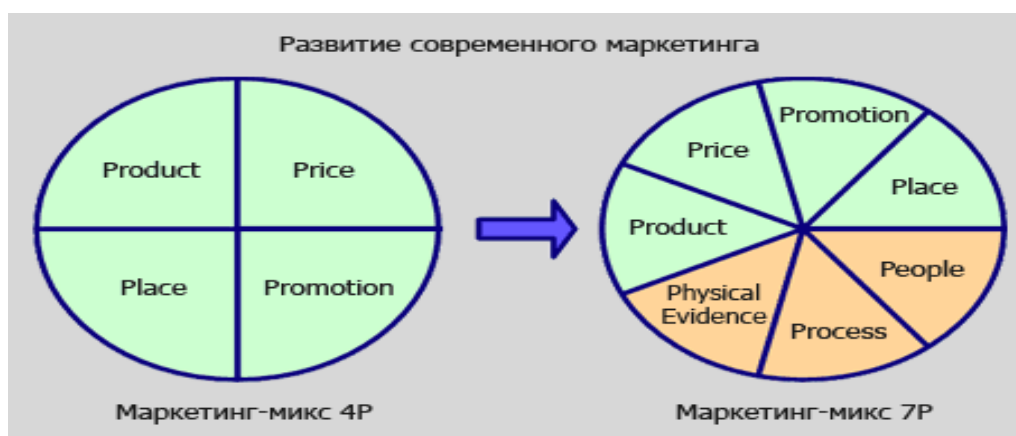 Развитие современного маркетинга
Product
Price
Place
Promotion
Маркетинг-микс 4P
Promotion
Price
Place
Product
People
Physical
Evidence
Process
Маркетинг-микс 7P